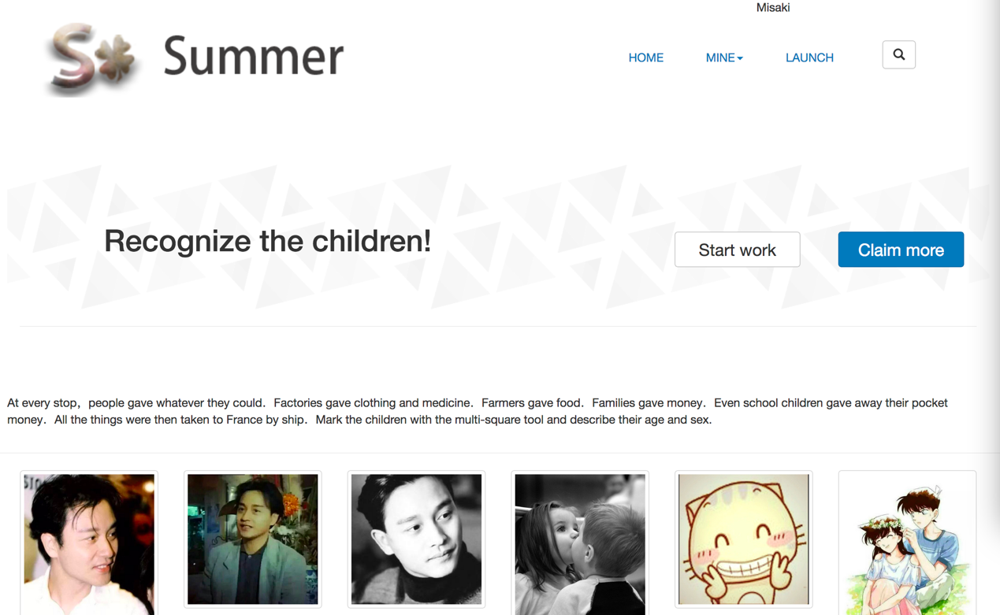 Misaki
S Summer
HOME MINE LAUNCH
Recognize the children!
Start work Claim more
At every stop, people gave whatever they could. Factories gave clothing and medicine. Farmers gave food. Families gave money. Even school children gave away their pocket
money. All the things were then taken to France by ship. Mark the children with the multi-square tool and describe their age and sex.